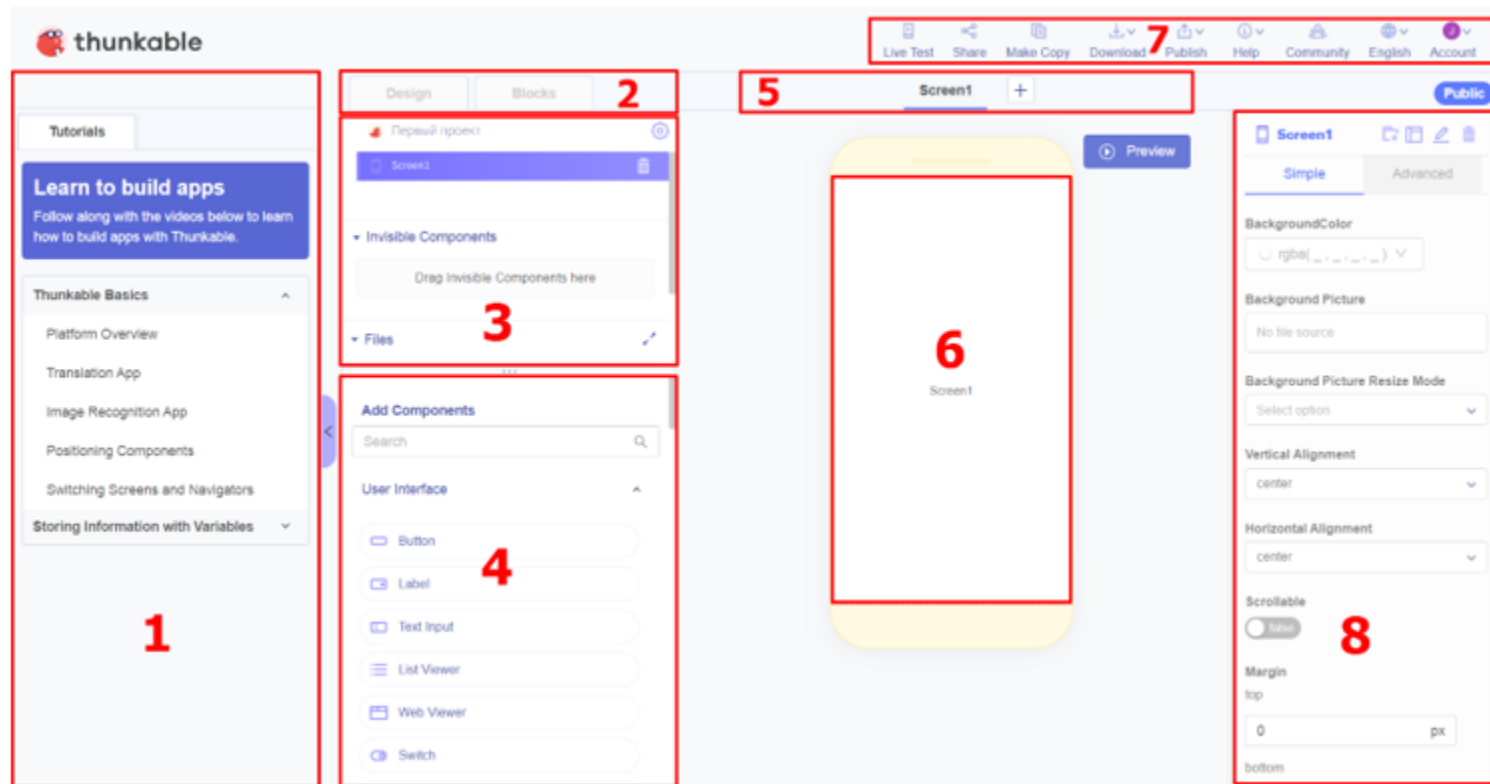 thunkable
Live Test Share Make Copy Download Publish Help Community English Account
7
J
Design Blocks
2
5
Screen1 +
Public
Tutorials
Learn to build apps
Follow along with the videos below to learn
how to build apps with Thunkable.
Thunkable Basics
Platform Overview
Translation App
Image Recognition App
Positioning Components
Switching Screens and Navigators
Storing Information with Variables
1
Первый проект
Screen1
Invisible Components
Drag Invisible Components here
3
Files
Add Components
Search
User Interface
Button
Label
4
Text Input
List Viewer
Web Viewer
Switch
Preview
6
Screen1
Screen1
Simple Advanced
BackgroundColor
rgba( _ , _ , _ , _ )
Background Picture
No file source
Background Picture Resize Mode
Select option
Vertical Alignment
center
Horizontal Alignment
center
Scrollable
false
8
Margin
top
0 px
bottom